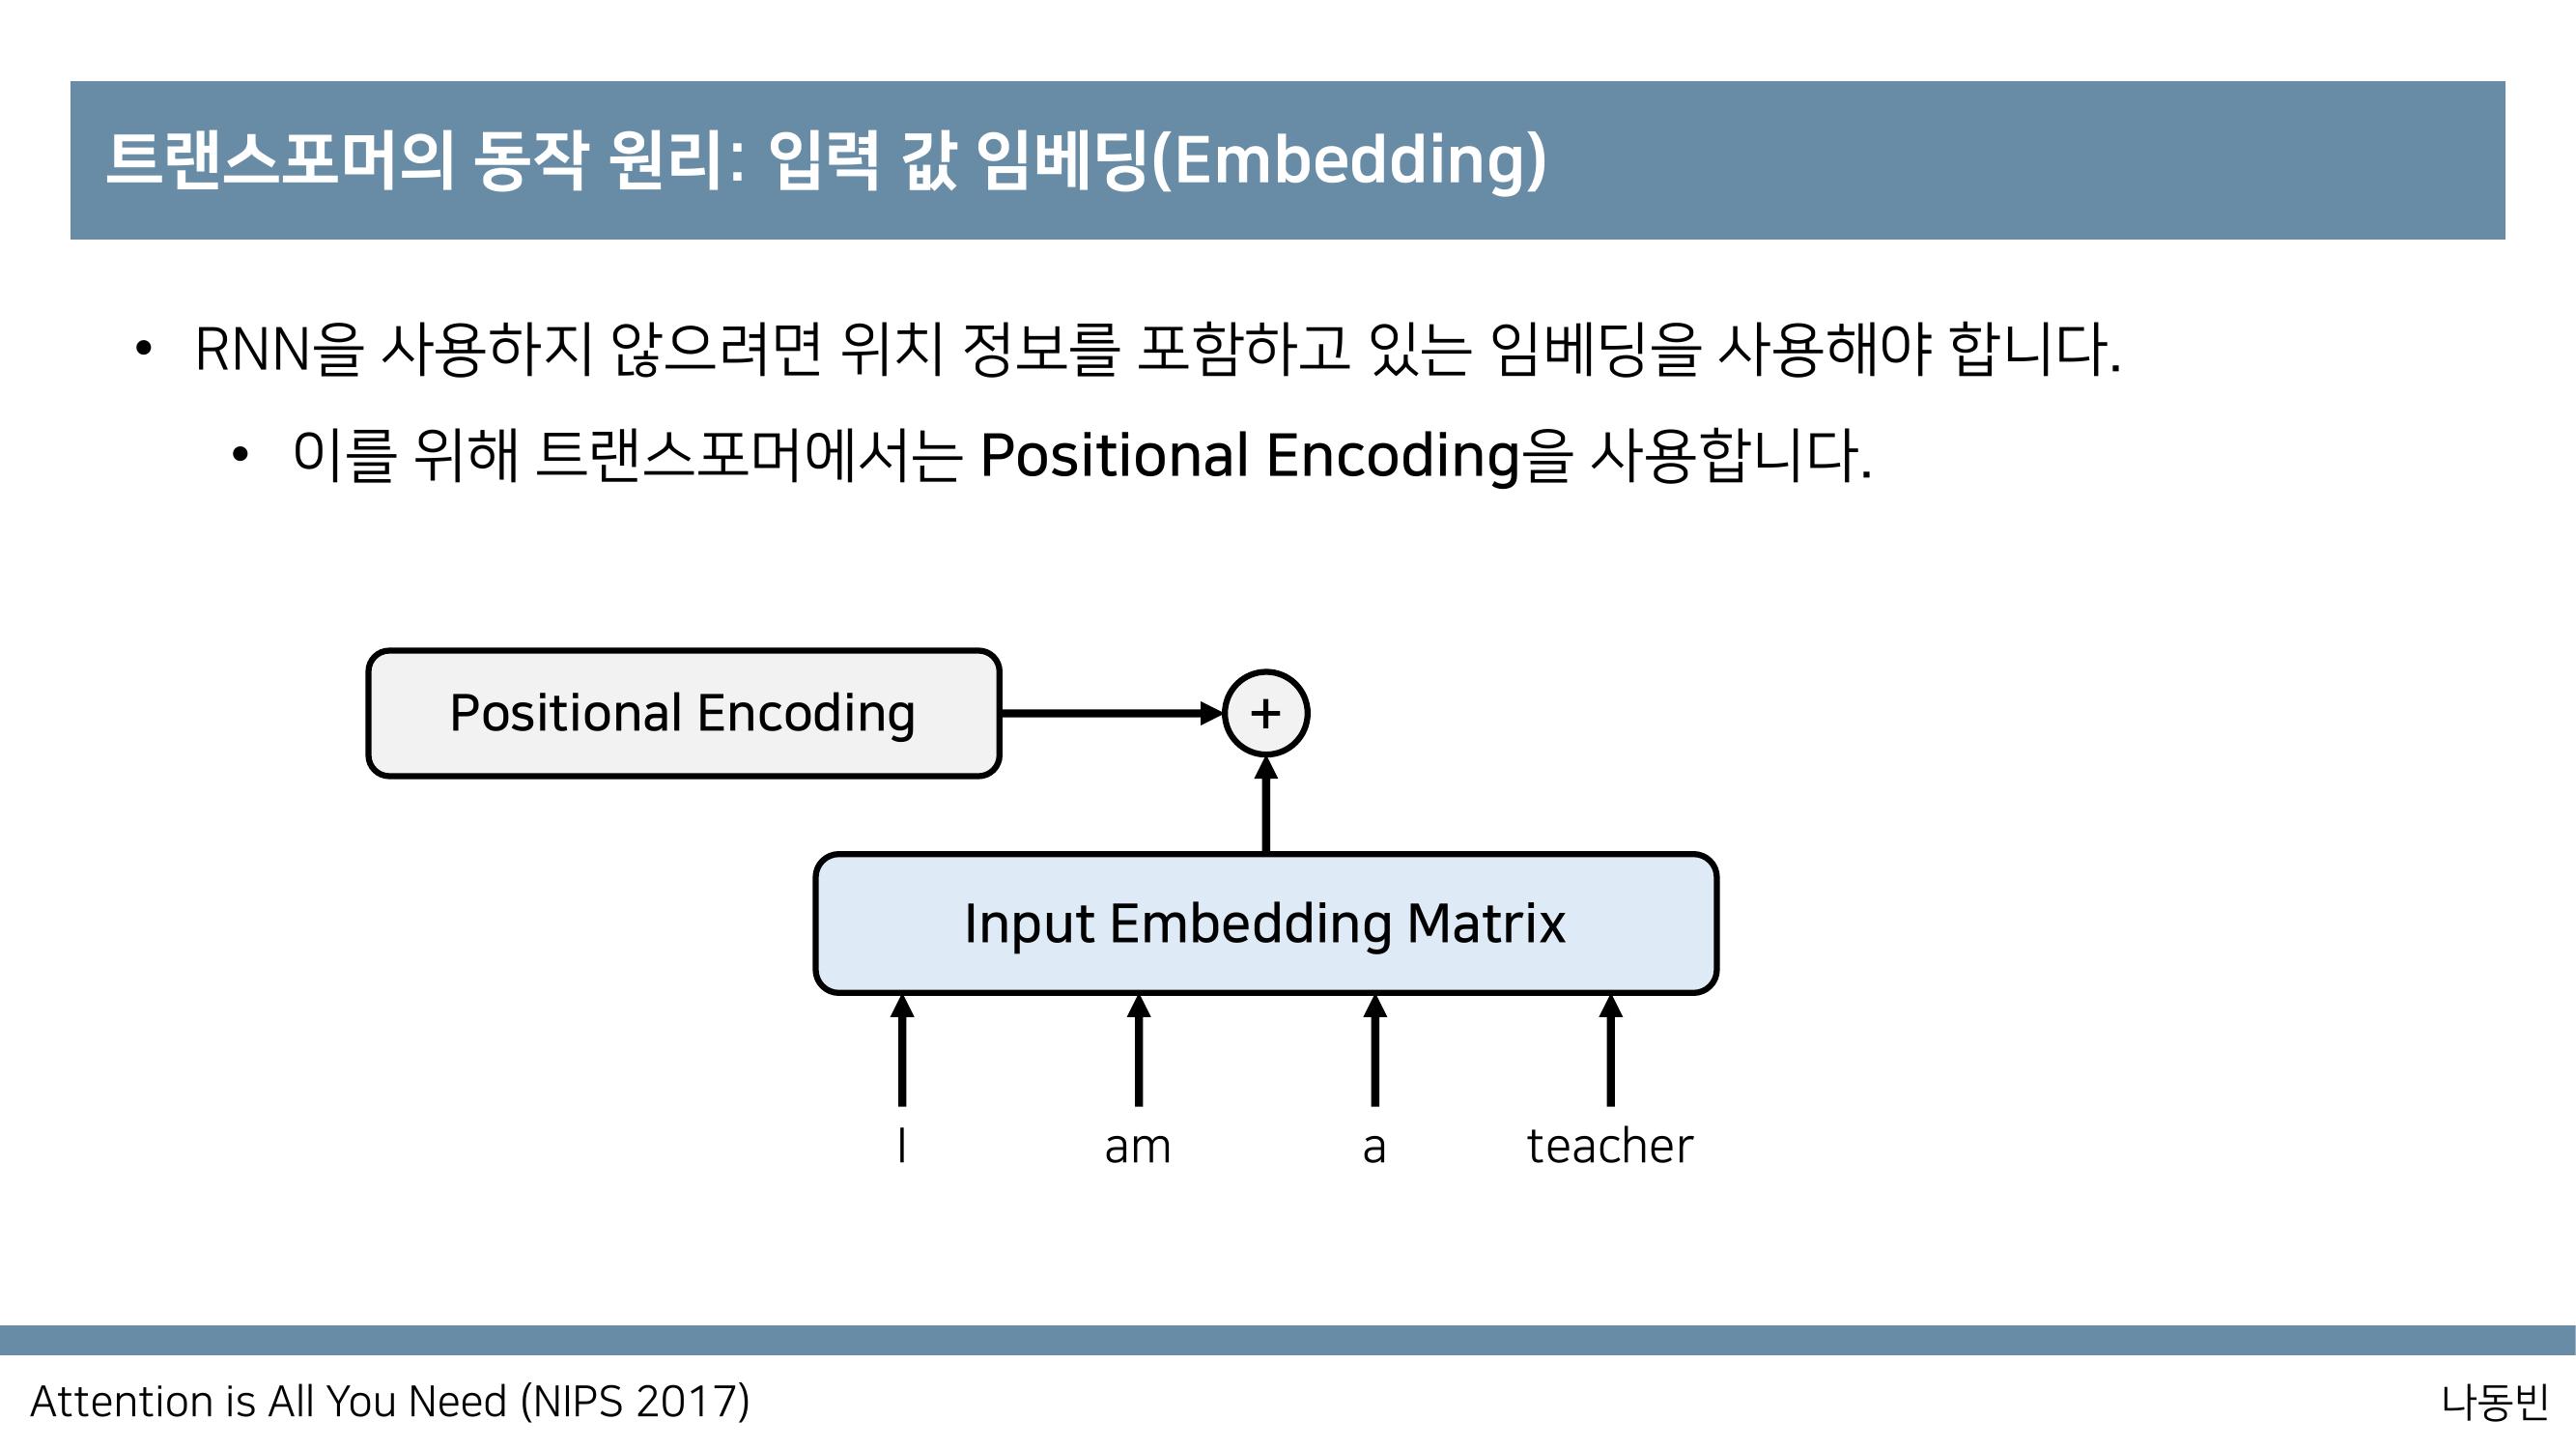 트랜스포머의 동작 원리: 입력 값 임베딩(Embedding)
• RNN을 사용하지 않으려면 위치 정보를 포함하고 있는 임베딩을 사용해야 합니다.
• 이를 위해 트랜스포머에서는 Positional Encoding을 사용합니다.
Positional Encoding
+
Input Embedding Matrix
I am a teacher
Attention is All You Need (NIPS 2017)
나동빈